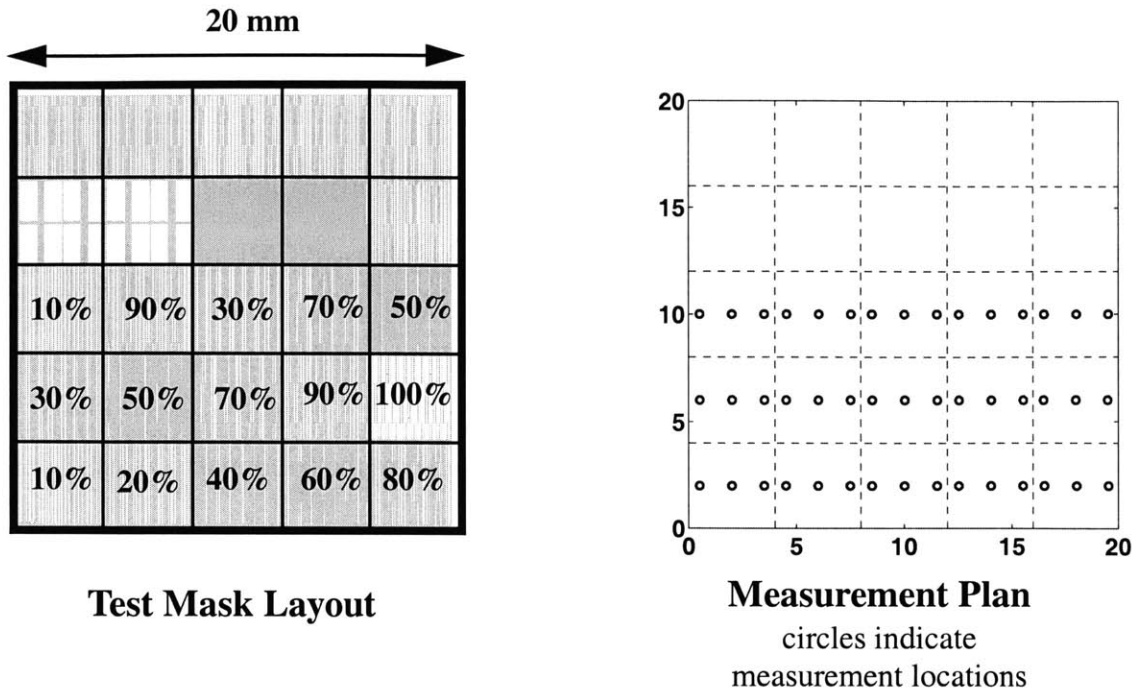 20 mm
10% 90% 30% 70% 50%
30% 50% 70% 90% 100%
10% 20% 40% 60% 80%
Test Mask Layout
20
15
10
5
0
0 5 10 15 20
Measurement Plan
circles indicate
measurement locations